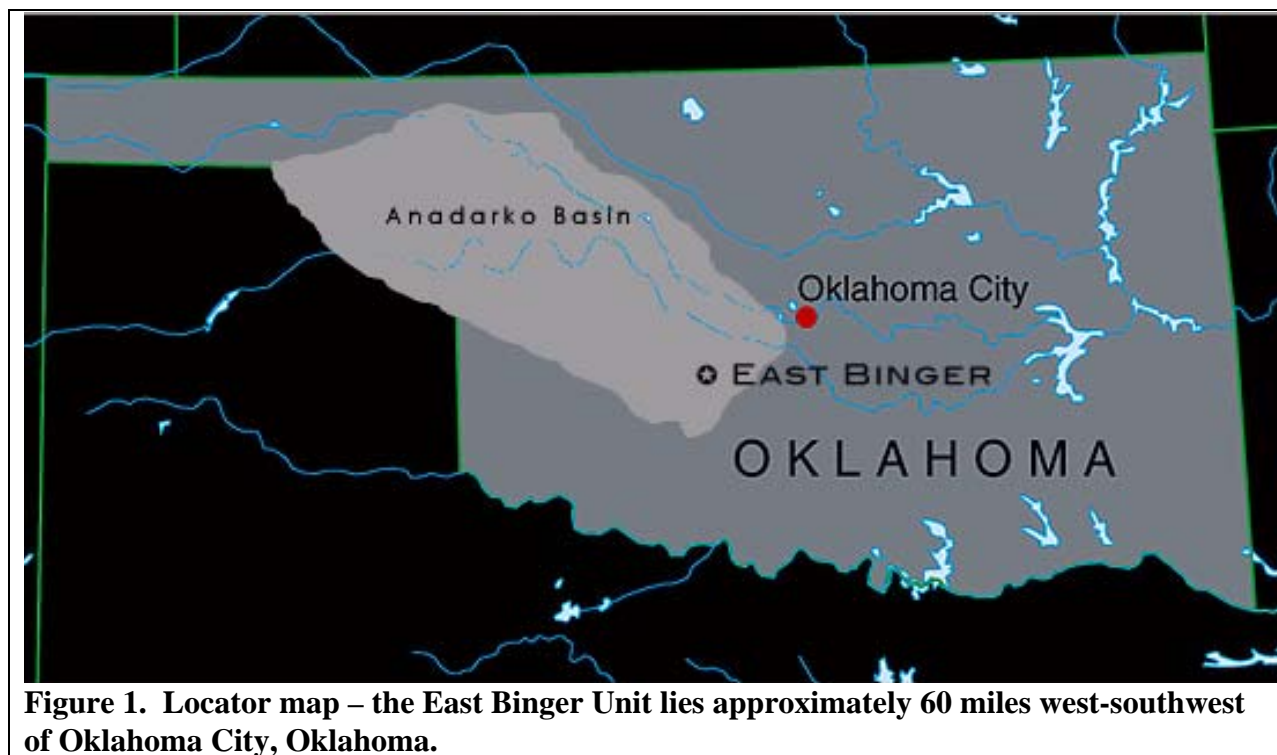 Anadarko Basin
Oklahoma City
EAST BINGER
OKLAHOMA
Figure 1. Locator map – the East Binger Unit lies approximately 60 miles west-southwest
of Oklahoma City, Oklahoma.